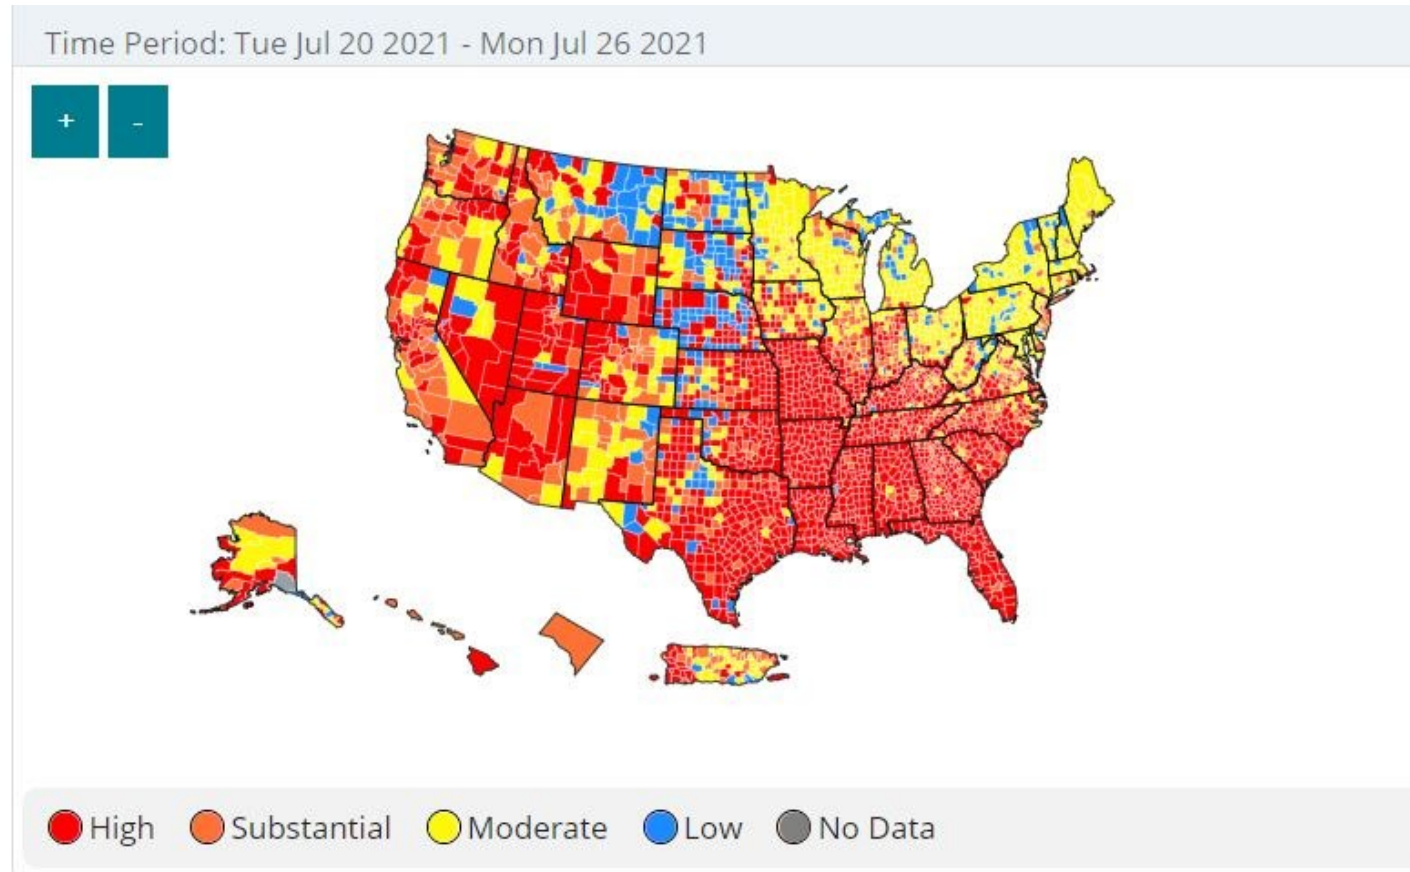 Time Period: Tue Jul 20 2021 - Mon Jul 26 2021
+ -
High Substantial Moderate Low No Data